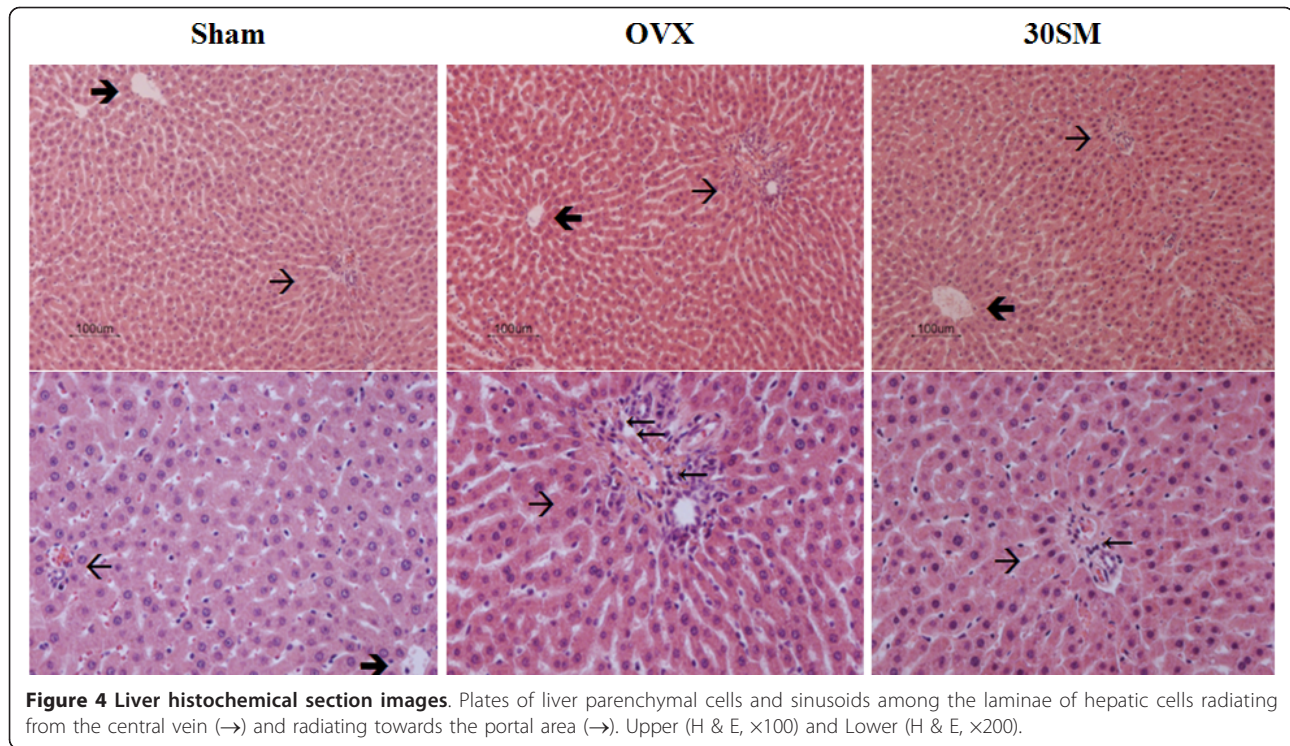 Sham OVX 30SM
100um 100um 100um
Figure 4 Liver histochemical section images. Plates of liver parenchymal cells and sinusoids among the laminae of hepatic cells radiating
from the central vein (→) and radiating towards the portal area (→). Upper (H & E, ×100) and Lower (H & E, ×200).